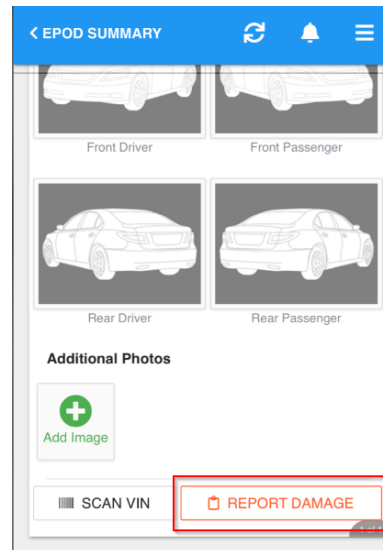 EPOD SUMMARY
Front Driver Front Passenger
Rear Driver Rear Passenger
Additional Photos
Add Image
SCAN VIN REPORT DAMAGE